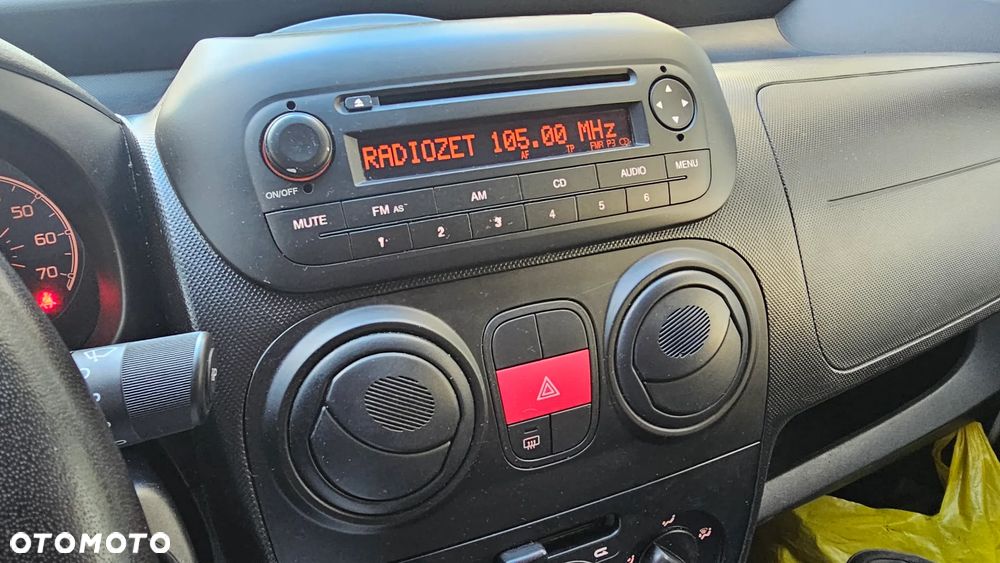 RADIOZET 105.00 MHz
AF TP FMA P3 CD
ON/OFF
MUTE FM AS AM CD AUDIO MENU
1 2 3 4 5 6
50
60
70
OTOMOTO